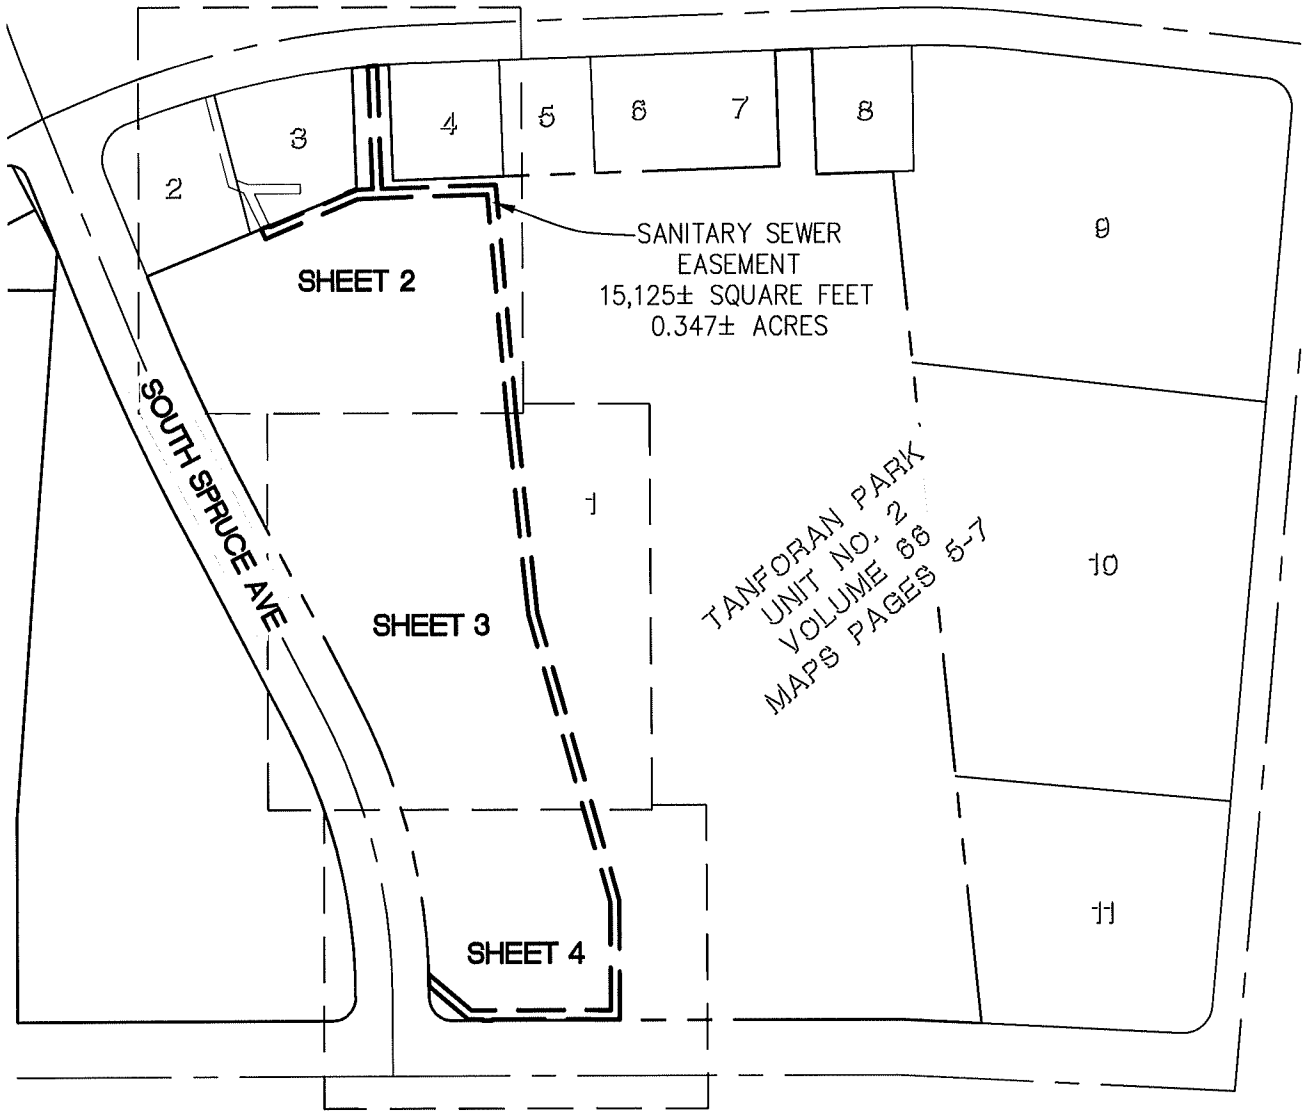 2
3
4
5
6
7
8
9
SANITARY SEWER
EASEMENT
15,125± SQUARE FEET
0.347± ACRES
SHEET 2
SOUTH SPRUCE AVE
1
TANFORAN PARK
UNIT NO. 2
VOLUME 66
MAPS PAGES 5-7
10
SHEET 3
11
SHEET 4